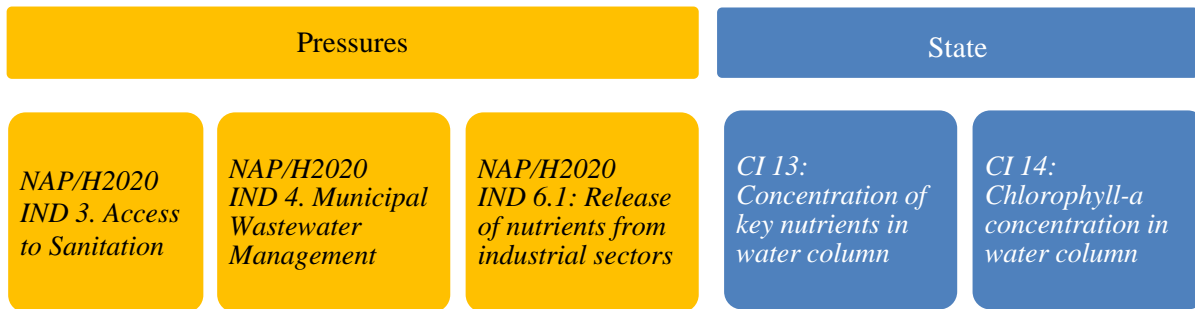 Pressures
State
NAP/H2020
IND 3. Access
to Sanitation
NAP/H2020
IND 4. Municipal
Wastewater
Management
NAP/H2020
IND 6.1: Release
of nutrients from
industrial sectors
CI 13:
Concentration of
key nutrients in
water column
CI 14:
Chlorophyll-a
concentration in
water column